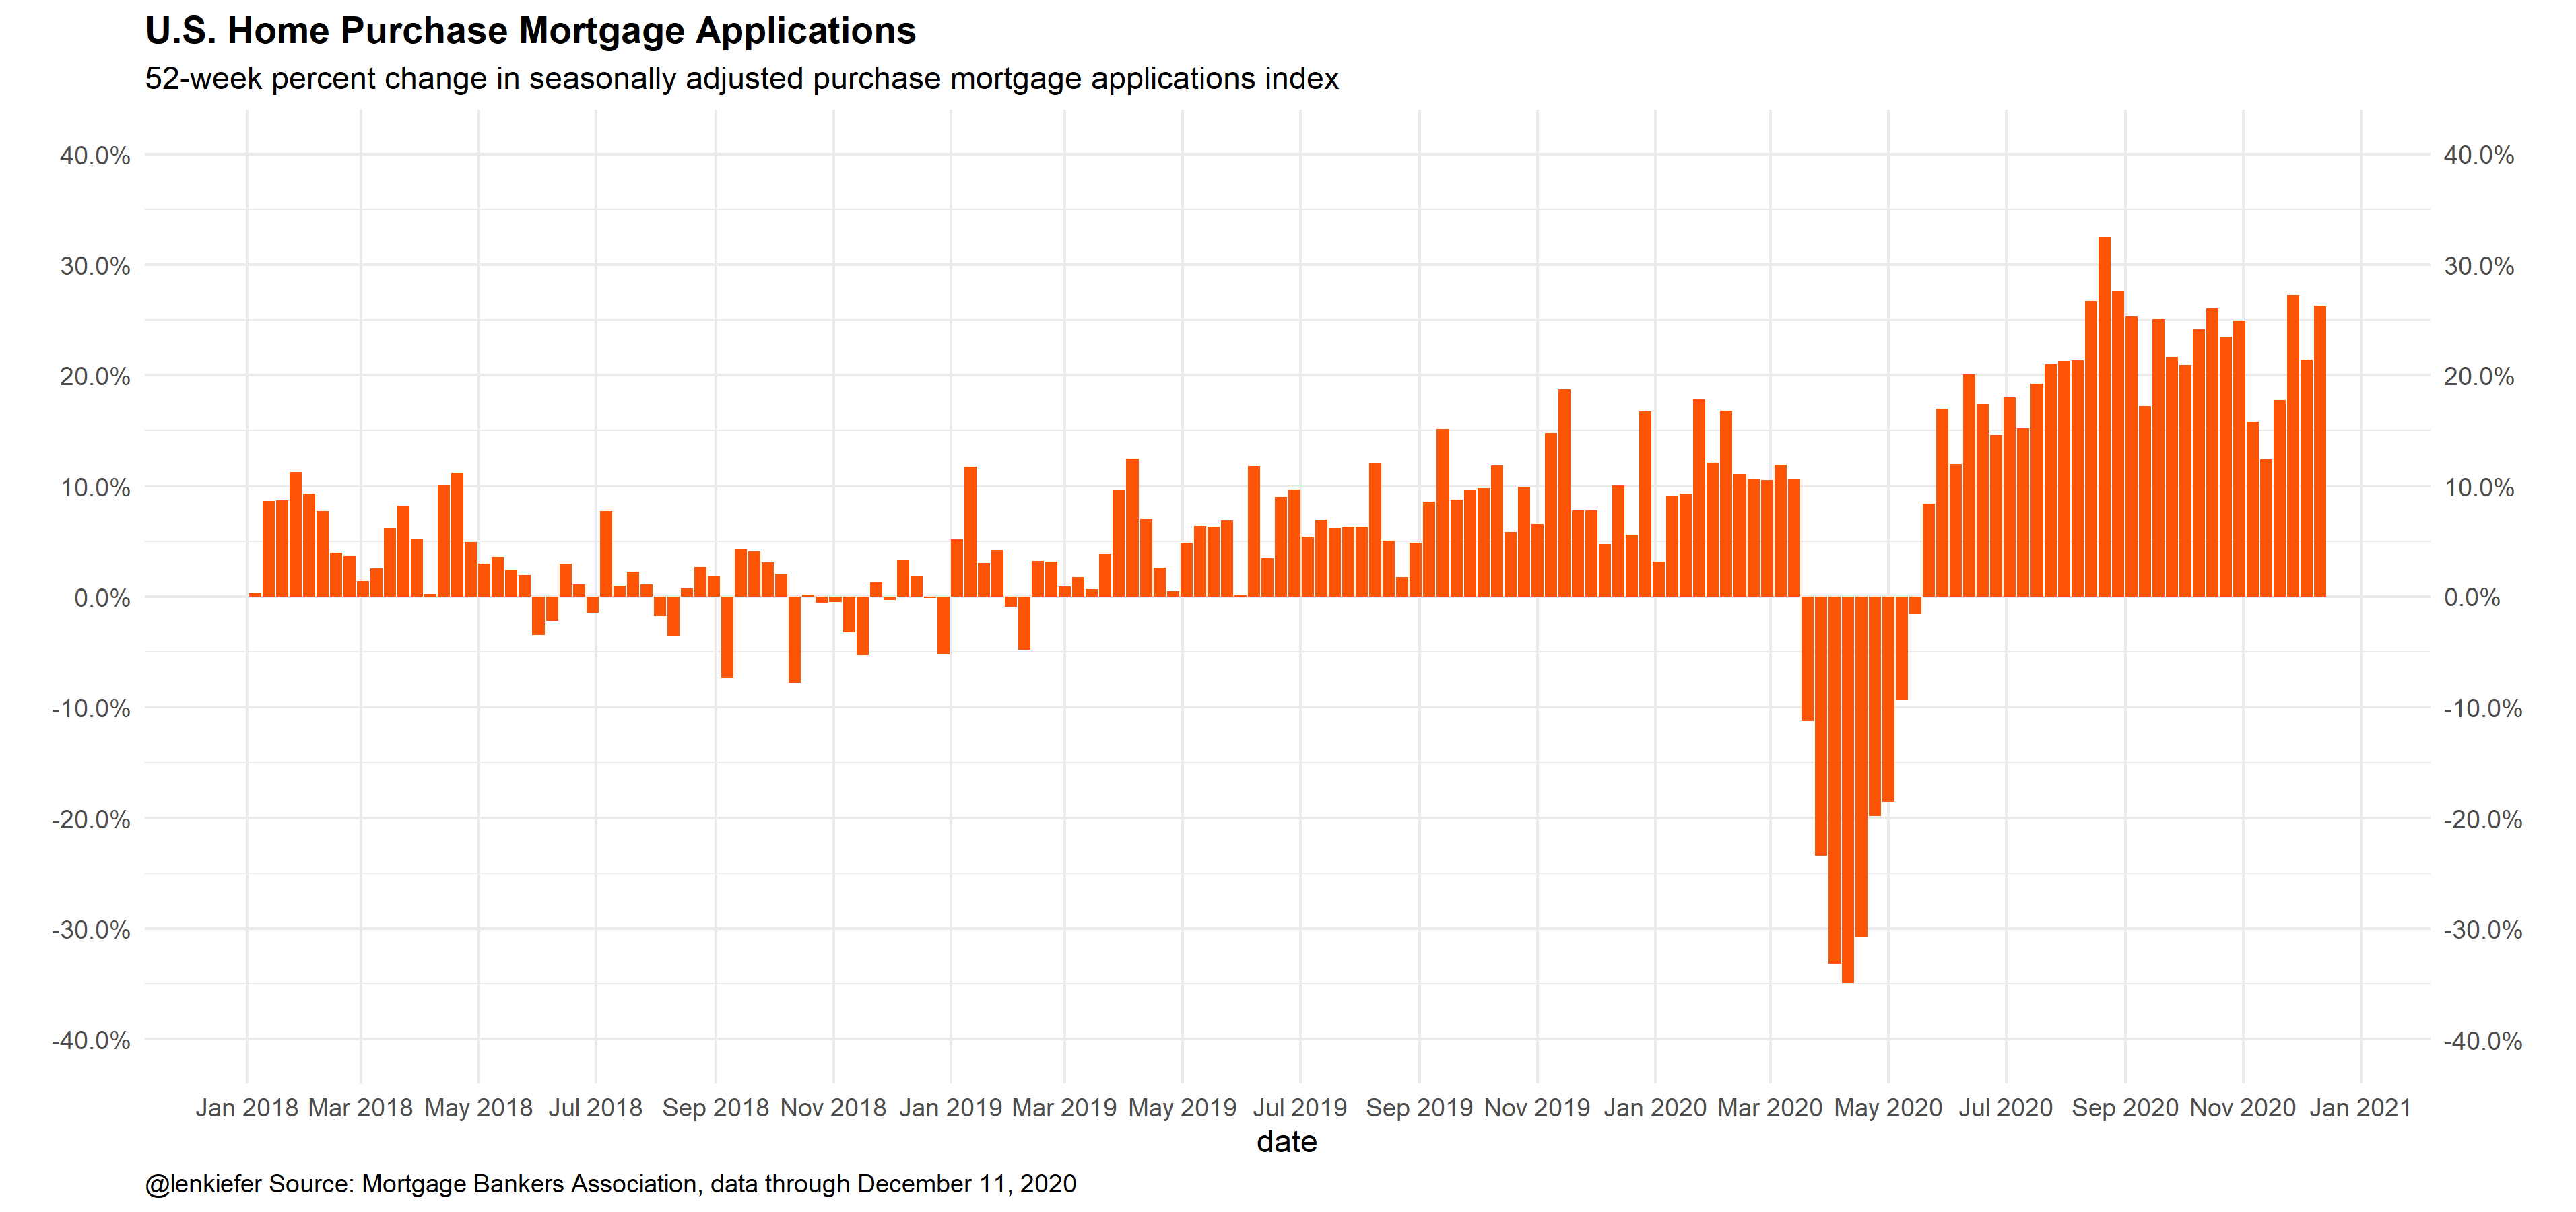 U.S. Home Purchase Mortgage Applications
52-week percent change in seasonally adjusted purchase mortgage applications index
40.0% 40.0%
30.0% 30.0%
20.0% 20.0%
10.0% 10.0%
0.0% 0.0%
-10.0% -10.0%
-20.0% -20.0%
-30.0% -30.0%
-40.0% -40.0%
Jan 2018 Mar 2018 May 2018 Jul 2018 Sep 2018 Nov 2018 Jan 2019 Mar 2019 May 2019 Jul 2019 Sep 2019 Nov 2019 Jan 2020 Mar 2020 May 2020 Jul 2020 Sep 2020 Nov 2020 Jan 2021
date
@lenkiefer Source: Mortgage Bankers Association, data through December 11, 2020